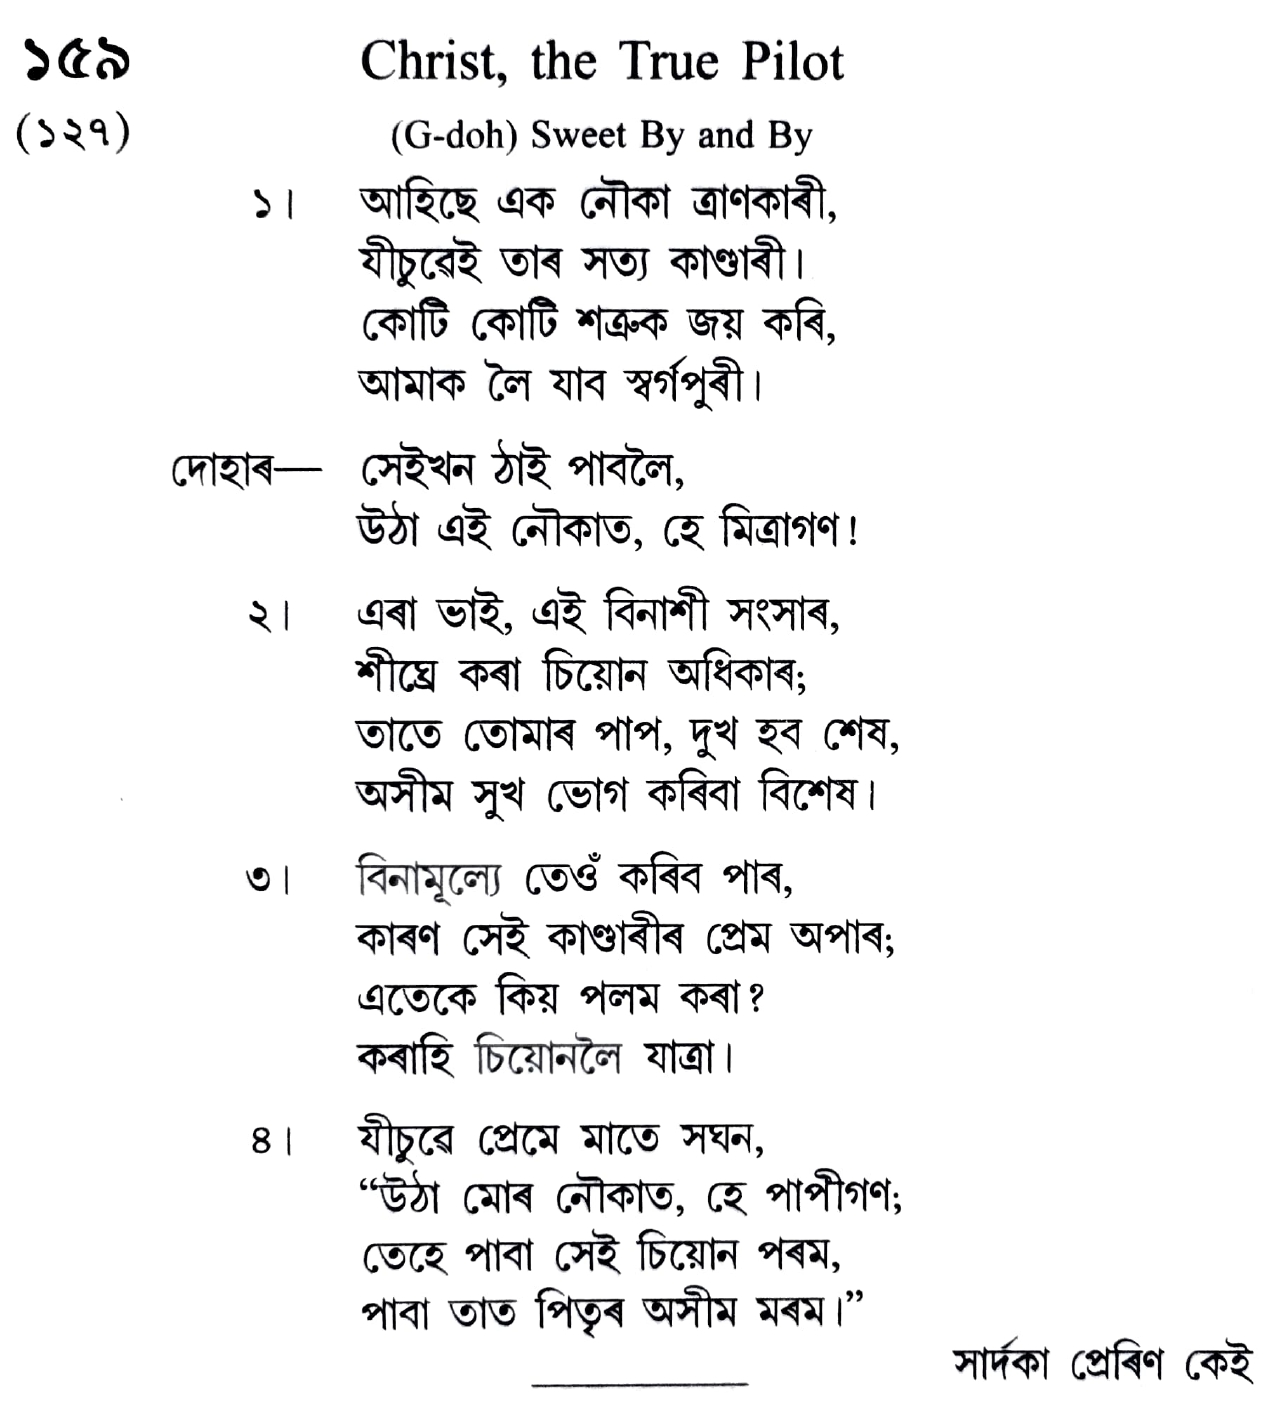 ১৫৯ Christ, the True Pilot
(১২৭) (G-doh) Sweet By and By
১। আহিছে এক নৌকা ত্ৰাণকাৰী,
যীচুৱেই তাৰ সত্য কাণ্ডাৰী।
কোটি কোটি শত্ৰুক জয় কৰি,
আমাক লৈ যাব স্বৰ্গপুৰী।
দোহাৰ— সেইখন ঠাই পাবলৈ,
উঠা এই নৌকাত, হে মিত্ৰাগণ!
২। এৰা ভাই, এই বিনাশী সংসাৰ,
শীঘ্ৰে কৰা চিয়োন অধিকাৰ;
তাতে তোমাৰ পাপ, দুখ হব শেষ,
অসীম সুখ ভোগ কৰিবা বিশেষ।
৩। বিনামূল্যে তেওঁ কৰিব পাৰ,
কাৰণ সেই কাণ্ডাৰীৰ প্ৰেম অপাৰ;
এতেকে কিয় পলম কৰা?
কৰাহি চিয়োনলৈ যাত্ৰা।
৪। যীচুৱে প্ৰেমে মাতে সঘন,
“উঠা মোৰ নৌকাত, হে পাপীগণ;
তেহে পাবা সেই চিয়োন পৰম,
পাবা তাত পিতৃৰ অসীম মৰম।”
সাৰ্দকা প্ৰেৰিণ কেই